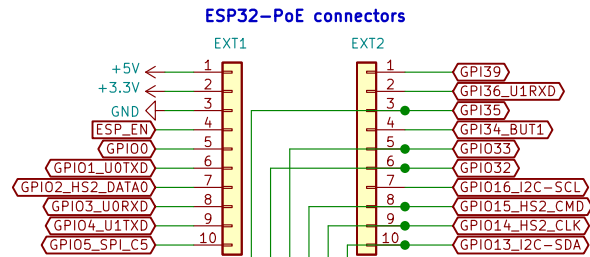 ESP32-PoE connectors
EXT1 EXT2
+5V 1 1 GPI39
+3.3V 2 2 GPI36_U1RXD
GND 3 3 GPI35
ESP_EN 4 4 GPI34_BUT1
GPIO0 5 5 GPIO33
GPIO1_U0TXD 6 6 GPIO32
GPIO2_HS2_DATA0 7 7 GPIO16_I2C-SCL
GPIO3_U0RXD 8 8 GPIO15_HS2_CMD
GPIO4_U1TXD 9 9 GPIO14_HS2_CLK
GPIO5_SPI_C5 10 10 GPIO13_I2C-SDA